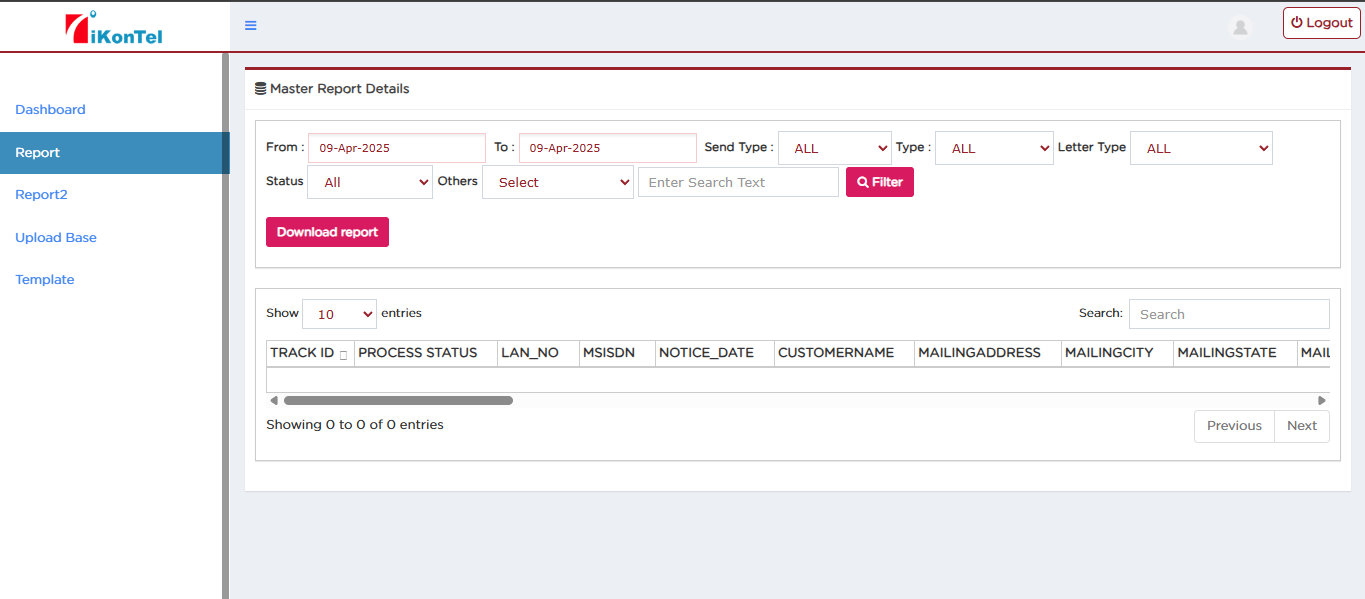 iKonTel
Logout
Dashboard
Report
Report2
Upload Base
Template
Master Report Details
From : 09-Apr-2025 To : 09-Apr-2025 Send Type : ALL Type : ALL Letter Type ALL
Status All Others Select Enter Search Text Filter
Download report
Show 10 entries Search: Search
TRACK ID PROCESS STATUS LAN_NO MSISDN NOTICE_DATE CUSTOMERNAME MAILINGADDRESS MAILINGCITY MAILINGSTATE MAIL
Showing 0 to 0 of 0 entries
Previous Next